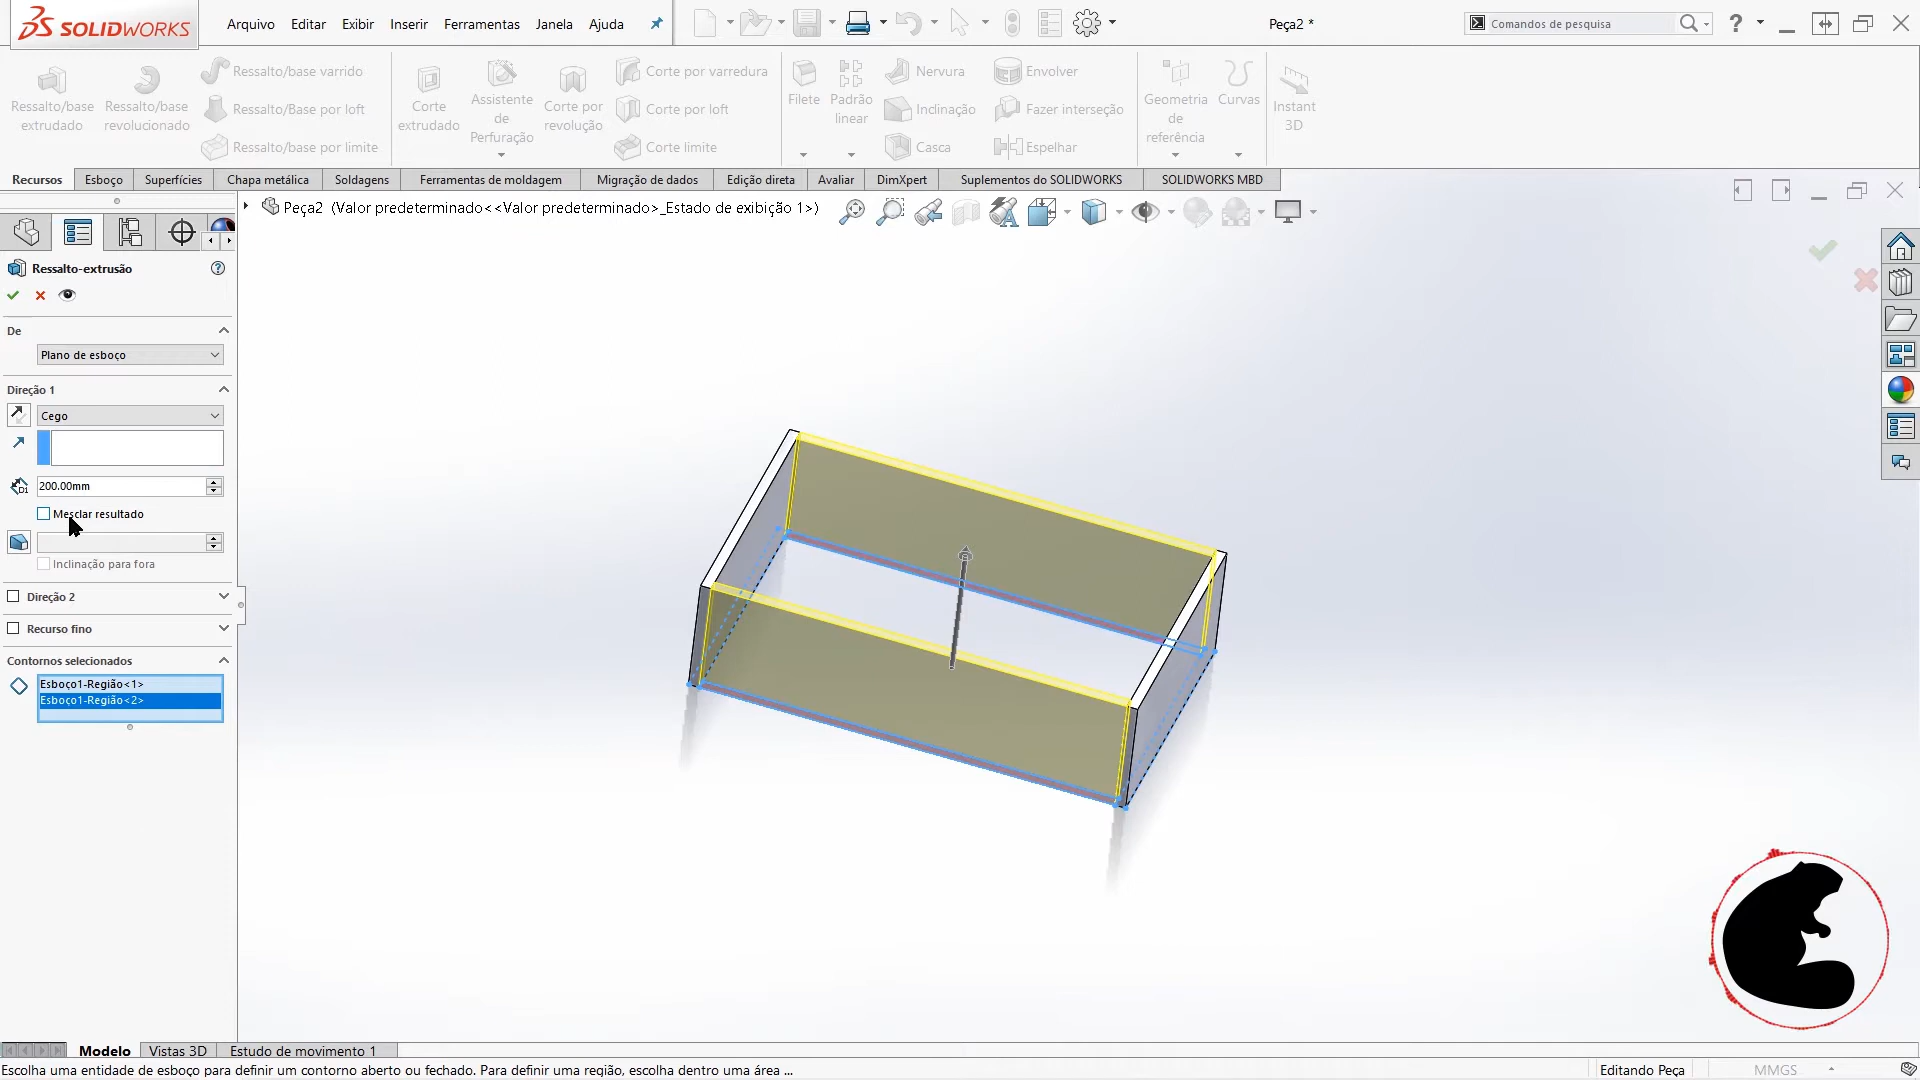 SOLIDWORKS
Arquivo Editar Exibir Inserir Ferramentas Janela Ajuda
Peça2 *
Comandos de pesquisa
?
Ressalto/base extrudado
Ressalto/base revolucionado
Ressalto/base varrido
Ressalto/Base por loft
Ressalto/base por limite
Corte extrudado
Assistente de Perfuração
Corte por revolução
Corte por varredura
Corte por loft
Corte limite
Filete
Padrão linear
Nervura
Inclinação
Casca
Envolver
Fazer interseção
Espelhar
Geometria de referência
Curvas
Instant 3D
Recursos Esboço Superfícies Chapa metálica Soldagens Ferramentas de moldagem Migração de dados Edição direta Avaliar DimXpert Suplementos do SOLIDWORKS SOLIDWORKS MBD
Peça2 (Valor predeterminado<<Valor predeterminado>_Estado de exibição 1>)
Ressalto-extrusão
De
Plano de esboço
Direção 1
Cego
D1
200.00mm
Mesclar resultado
Inclinação para fora
Direção 2
Recurso fino
Contornos selecionados
Esboço1-Região<1>
Esboço1-Região<2>
Modelo Vistas 3D Estudo de movimento 1
Escolha uma entidade de esboço para definir um contorno aberto ou fechado. Para definir uma região, escolha dentro uma área ...
Editando Peça
MMGS